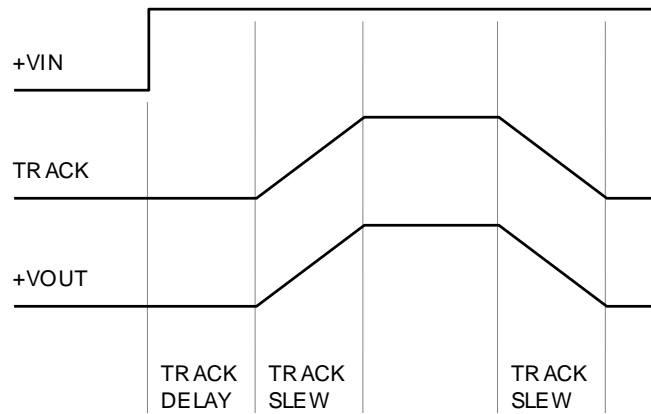 +VIN
TRACK
+VOUT
TRACK DELAY
TRACK SLEW
TRACK SLEW